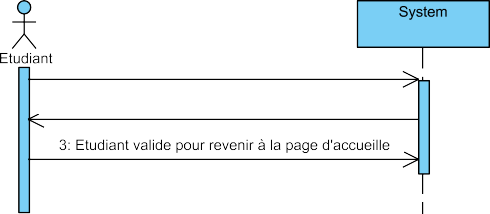 System
Etudiant
3: Etudiant valide pour revenir à la page d'accueille